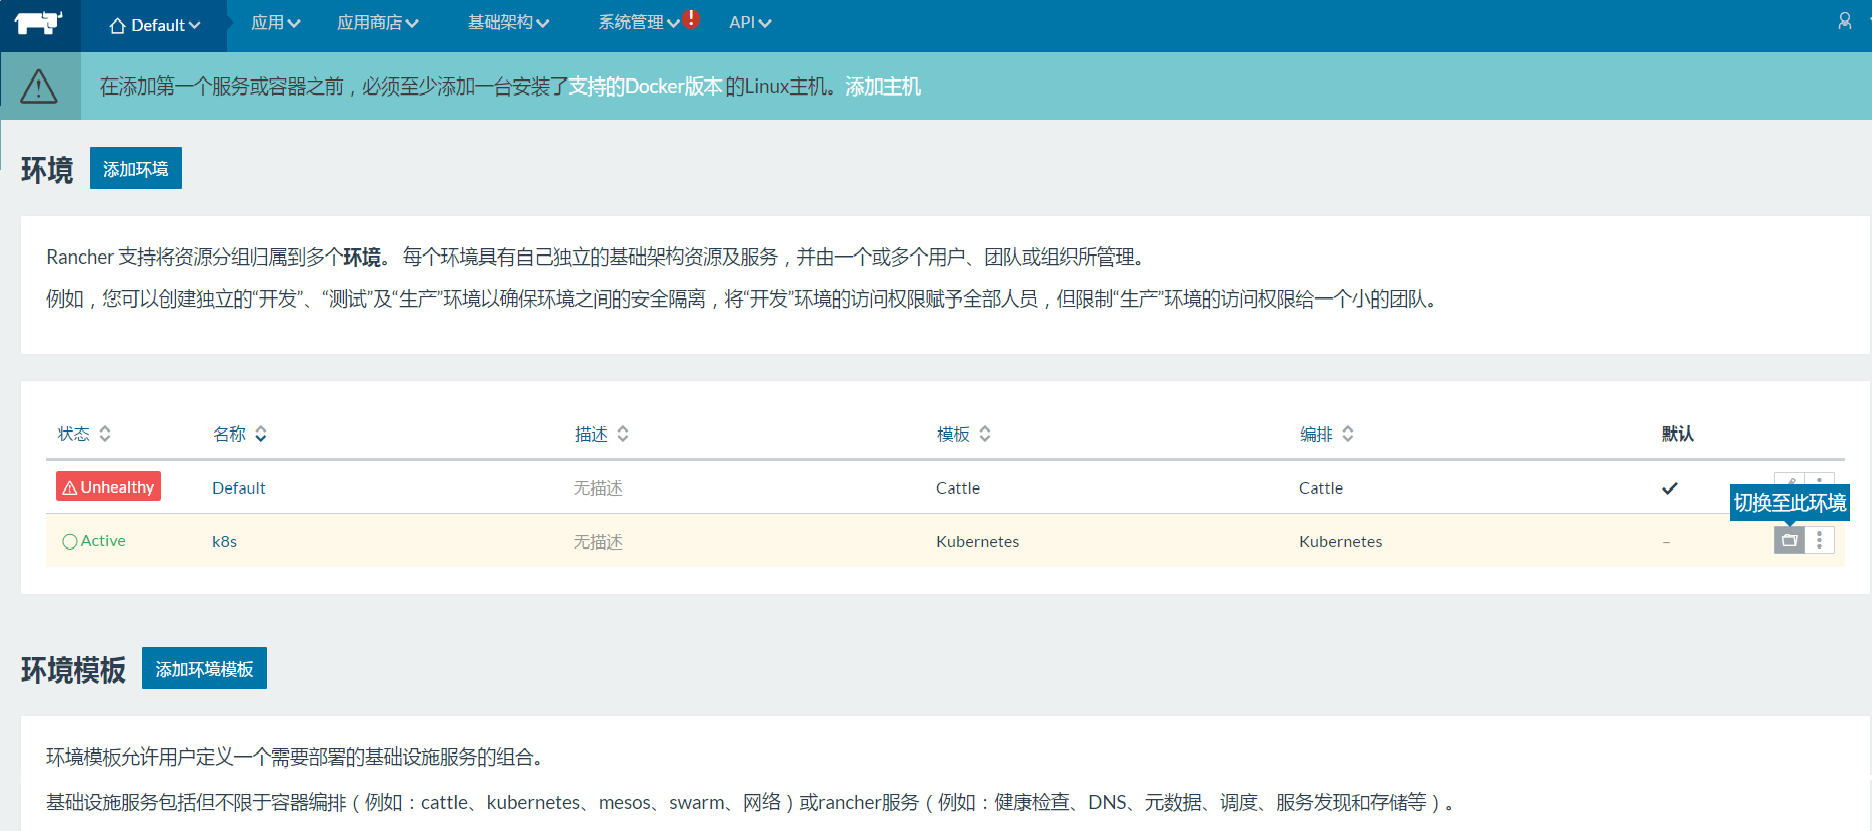 Default 应用 应用商店 基础架构 系统管理 API
在添加第一个服务或容器之前，必须至少添加一台安装了支持的Docker版本 的Linux主机。添加主机
环境 添加环境
Rancher 支持将资源分组归属到多个环境。 每个环境具有自己独立的基础架构资源及服务，并由一个或多个用户、团队或组织所管理。
例如，您可以创建独立的“开发”、“测试”及“生产”环境以确保环境之间的安全隔离，将“开发”环境的访问权限赋予全部人员，但限制“生产”环境的访问权限给一个小的团队。
状态 名称 描述 模板 编排 默认
Unhealthy Default 无描述 Cattle Cattle
切换至此环境
Active k8s 无描述 Kubernetes Kubernetes –
环境模板 添加环境模板
环境模板允许用户定义一个需要部署的基础设施服务的组合。
基础设施服务包括但不限于容器编排（例如：cattle、kubernetes、mesos、swarm、网络）或rancher服务（例如：健康检查、DNS、元数据、调度、服务发现和存储等）。